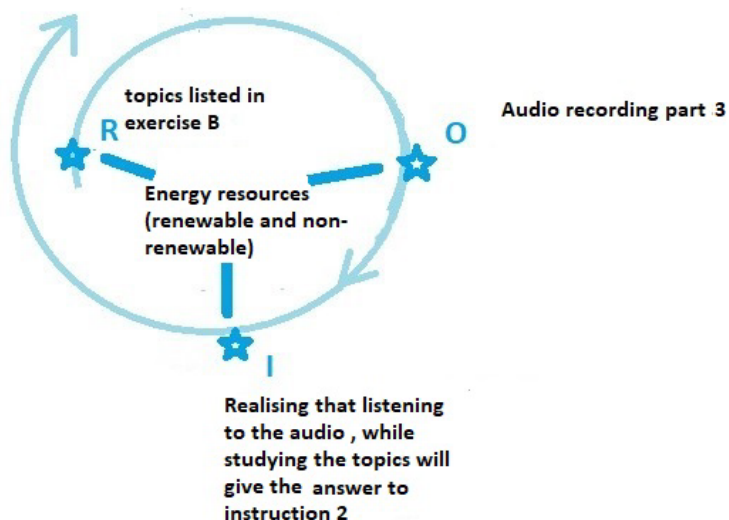 topics listed in
R exercise B
Audio recording part 3
O
Energy resources
(renewable and non-
renewable)
I
Realising that listening
to the audio , while
studying the topics will
give the answer to
instruction 2